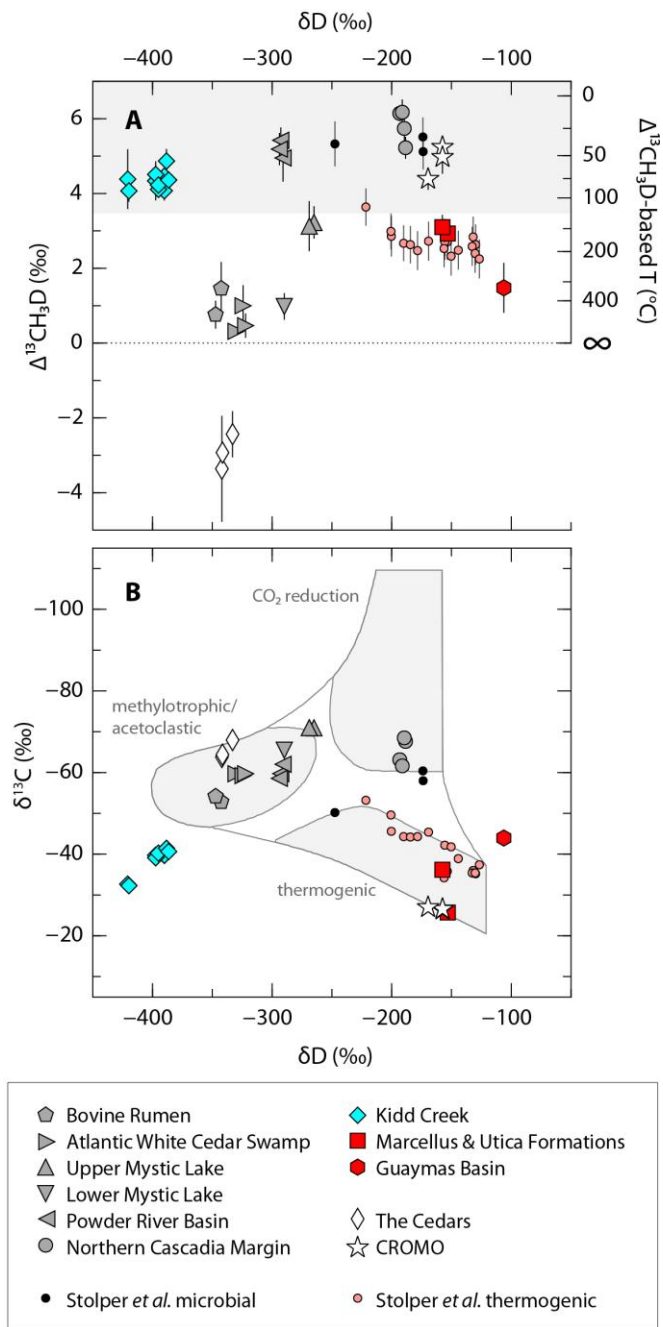 δD (‰)
−400 −300 −200 −100
A
6
4
2
0
−2
−4
Δ¹³CH₃D (‰)
0
50
100
200
400
∞
Δ¹³CH₃D-based T (°C)
B
CO₂ reduction
methylotrophic/
acetoclastic
thermogenic
−100
−80
−60
−40
−20
δ¹³C (‰)
−400 −300 −200 −100
δD (‰)
Bovine Rumen
Atlantic White Cedar Swamp
Upper Mystic Lake
Lower Mystic Lake
Powder River Basin
Northern Cascadia Margin
Stolper et al. microbial
Kidd Creek
Marcellus & Utica Formations
Guaymas Basin
The Cedars
CROMO
Stolper et al. thermogenic